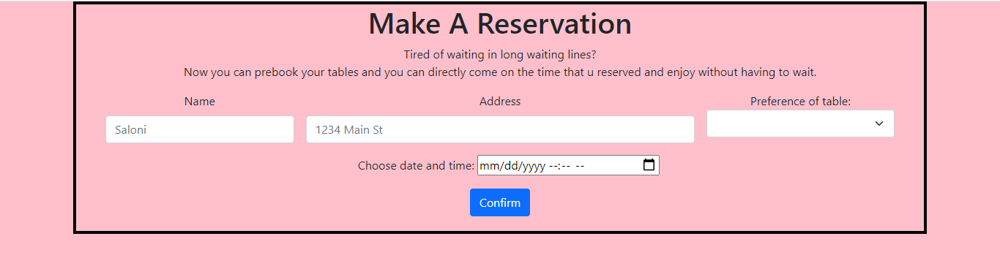 Make A Reservation
Tired of waiting in long waiting lines?
Now you can prebook your tables and you can directly come on the time that u reserved and enjoy without having to wait.
Name Address Preference of table:
Saloni 1234 Main St
Choose date and time: mm/dd/yyyy --:-- --
Confirm